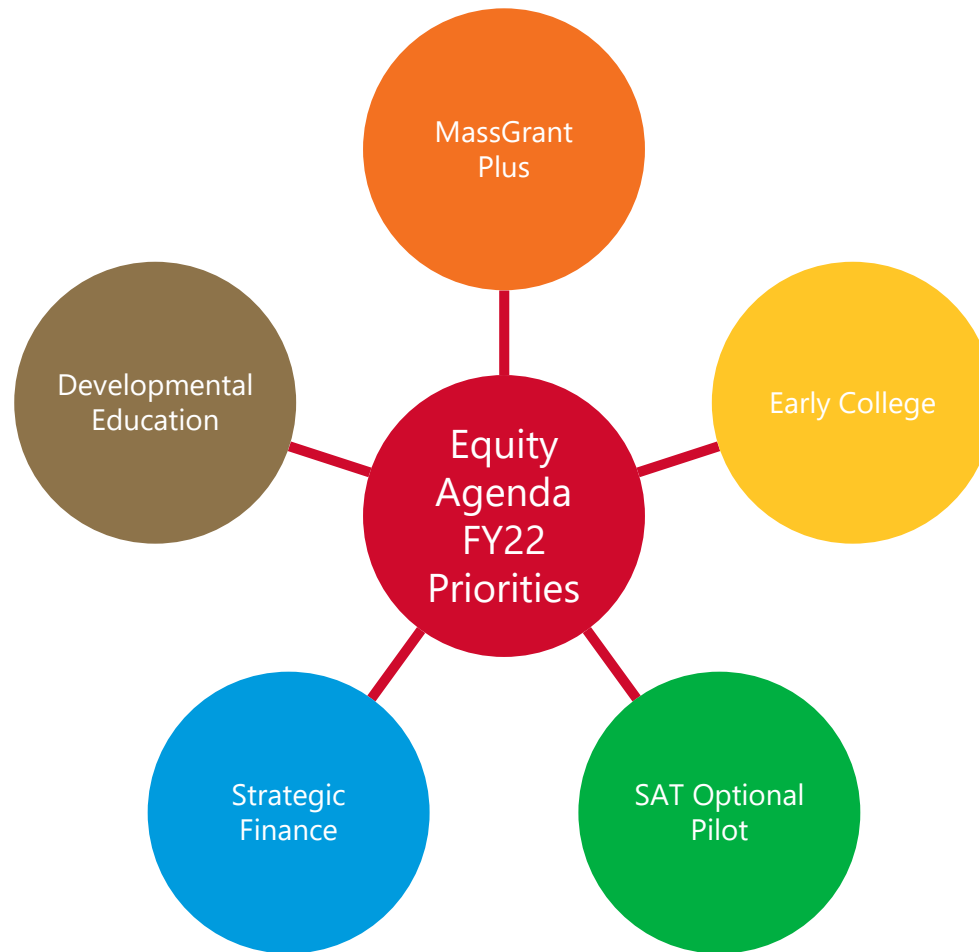 MassGrant
Plus
Developmental
Education
Early College
Equity
Agenda
FY22
Priorities
Strategic
Finance
SAT Optional
Pilot